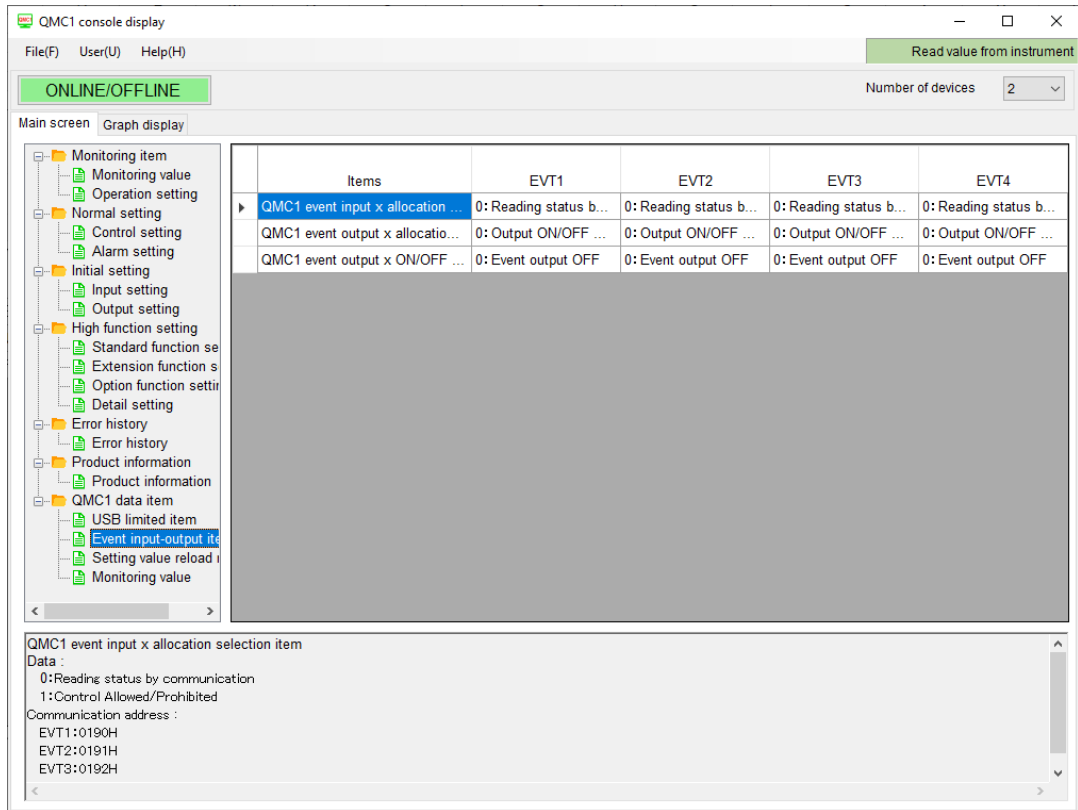 QMC1 console display
File(F) User(U) Help(H)
Read value from instrument
ONLINE/OFFLINE
Number of devices 2
Main screen Graph display
Monitoring item
Monitoring value
Operation setting
Normal setting
Control setting
Alarm setting
Initial setting
Input setting
Output setting
High function setting
Standard function se
Extension function s
Option function settin
Detail setting
Error history
Error history
Product information
Product information
QMC1 data item
USB limited item
Event input-output ite
Setting value reload
Monitoring value
Items EVT1 EVT2 EVT3 EVT4
QMC1 event input x allocation ... 0: Reading status b... 0: Reading status b... 0: Reading status b... 0: Reading status b...
QMC1 event output x allocatio... 0: Output ON/OFF ... 0: Output ON/OFF ... 0: Output ON/OFF ... 0: Output ON/OFF ...
QMC1 event output x ON/OFF ... 0: Event output OFF 0: Event output OFF 0: Event output OFF 0: Event output OFF
QMC1 event input x allocation selection item
Data :
0:Reading status by communication
1:Control Allowed/Prohibited
Communication address :
EVT1:0190H
EVT2:0191H
EVT3:0192H